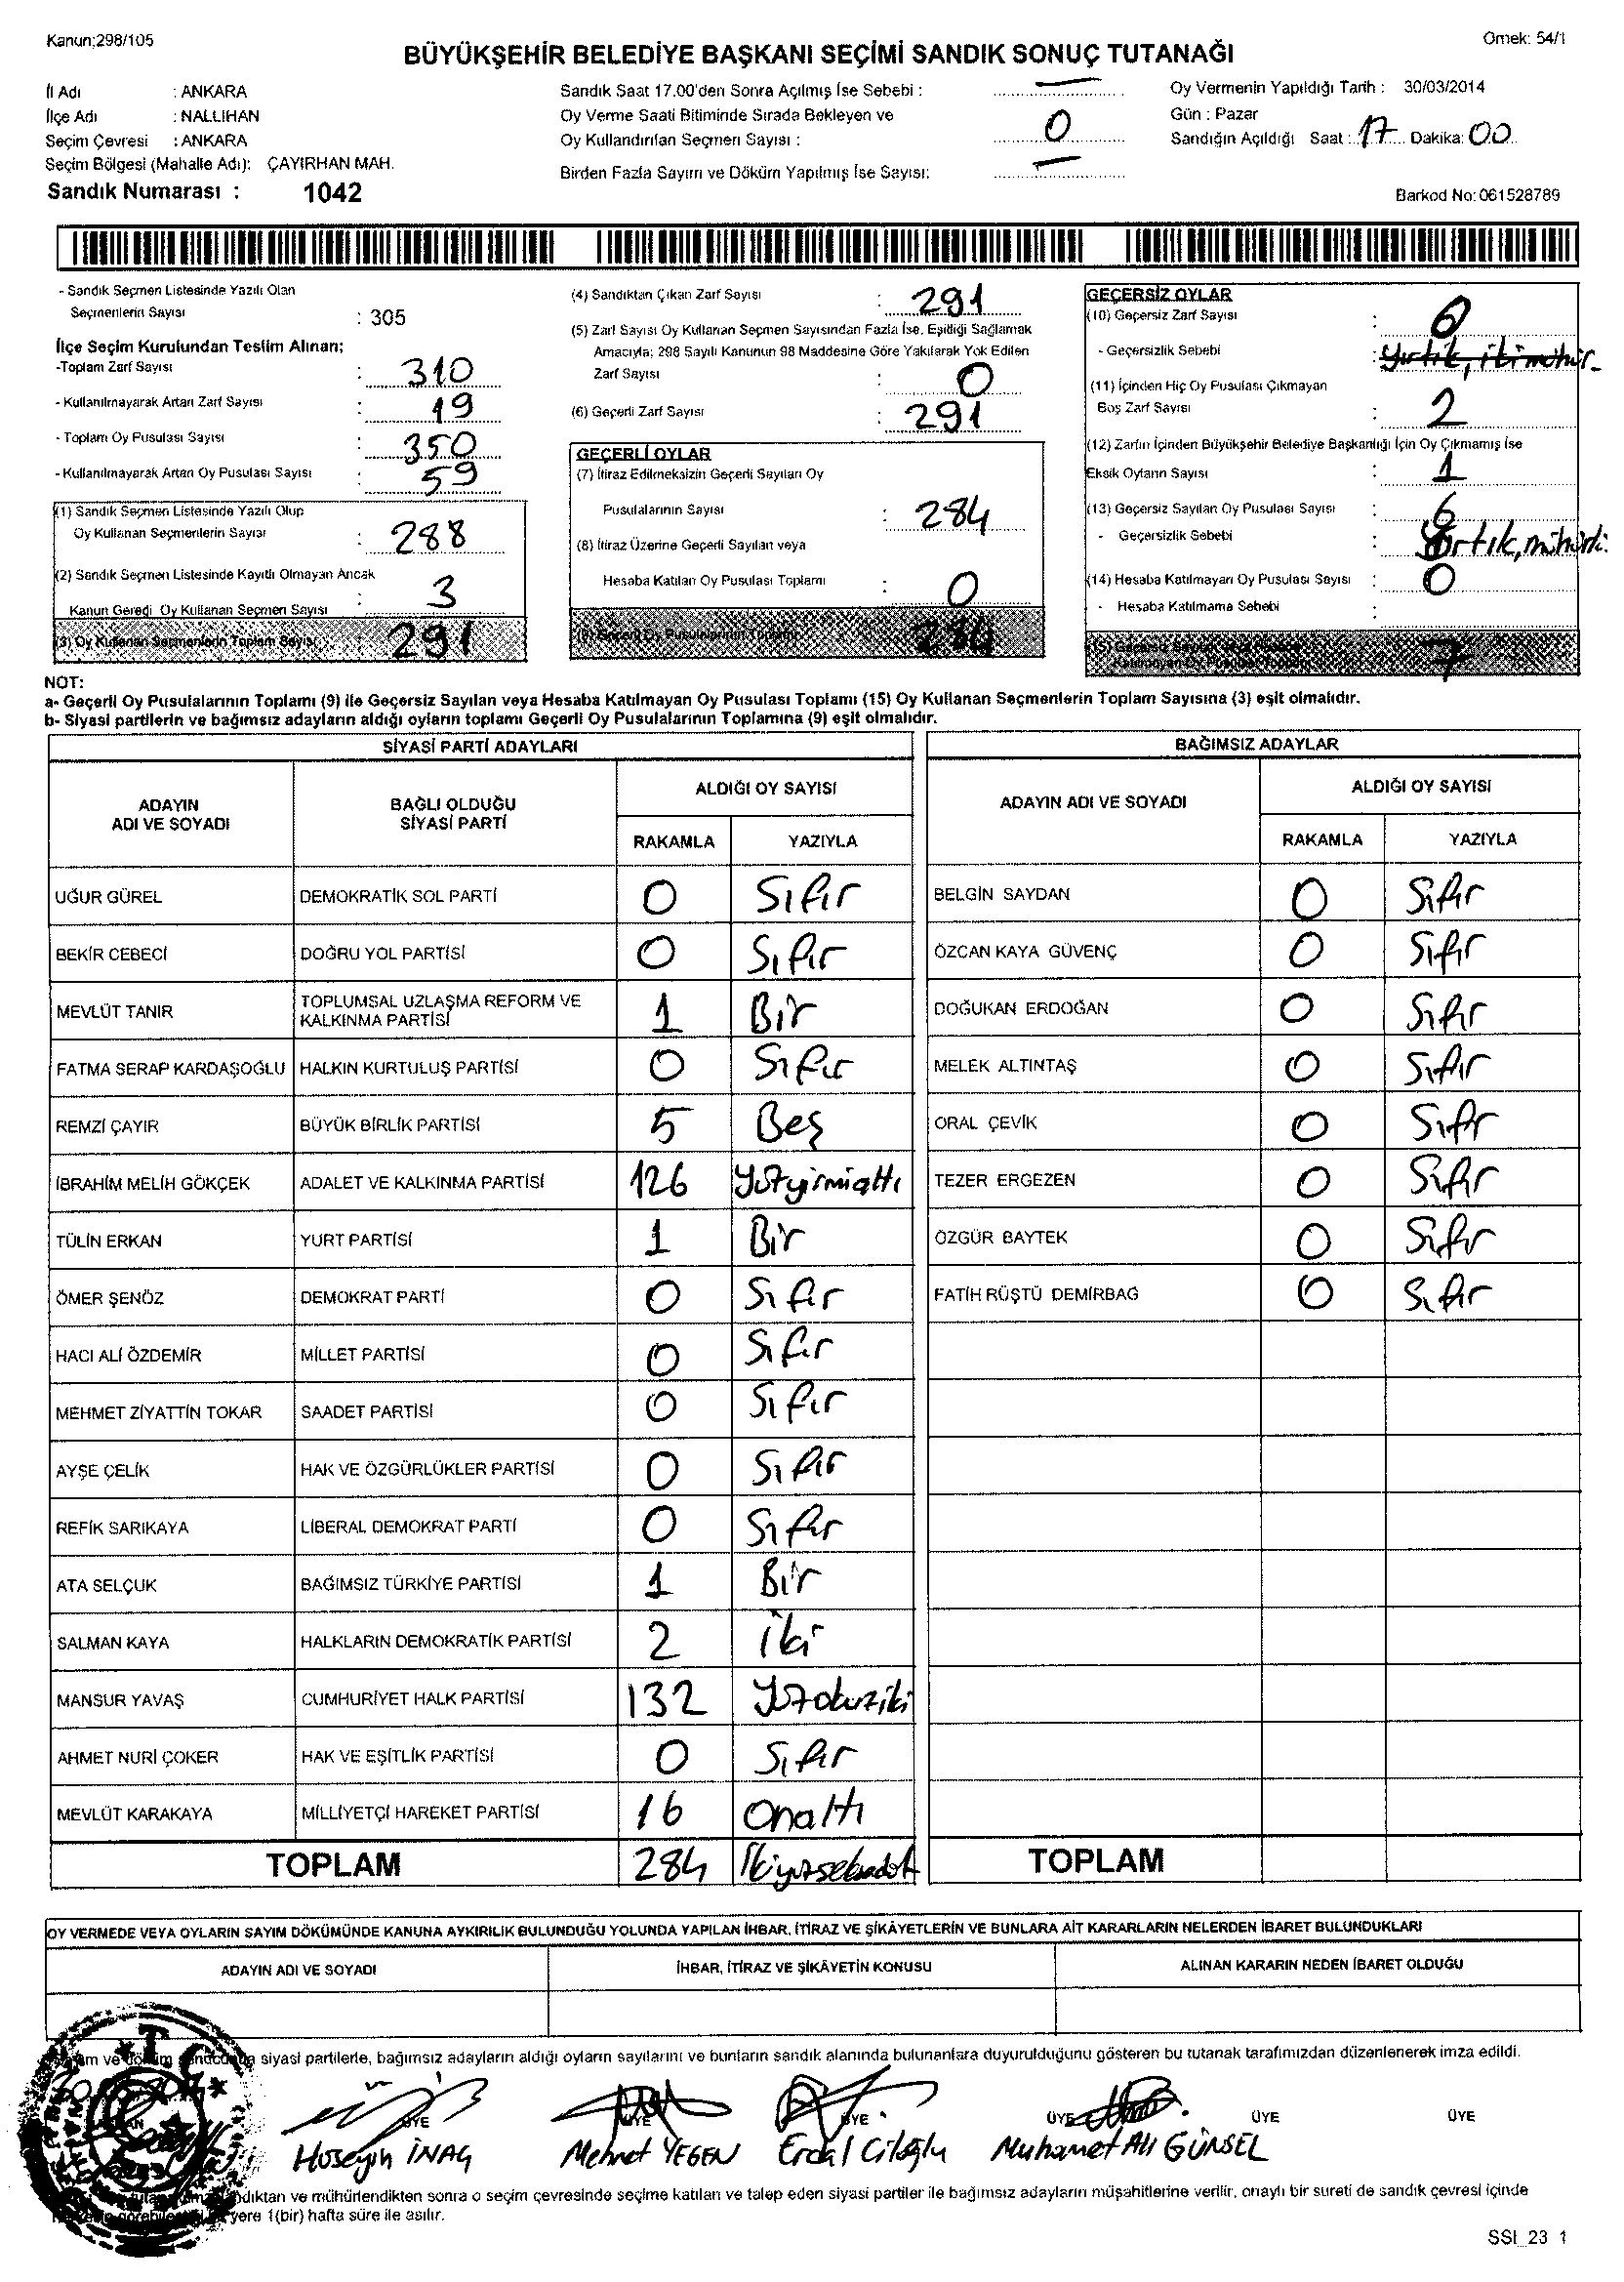 Kanun:298/105
Örnek: 54/1
BÜYÜKŞEHİR BELEDİYE BAŞKANI SEÇİMİ SANDIK SONUÇ TUTANAĞI
İl Adı : ANKARA
İlçe Adı : NALLIHAN
Seçim Çevresi : ANKARA
Seçim Bölgesi (Mahalle Adı): ÇAYIRHAN MAH.
Sandık Numarası : 1042
Sandık Saat 17.00'den Sonra Açılmış İse Sebebi : —
Oy Verme Saati Bitiminde Sırada Bekleyen ve
Oy Kullandırılan Seçmen Sayısı : 0
Birden Fazla Sayım ve Döküm Yapılmış İse Sayısı: —
Oy Vermenin Yapıldığı Tarih : 30/03/2014
Gün : Pazar
Sandığın Açıldığı Saat : 17 Dakika: 00
Barkod No: 061528789
- Sandık Seçmen Listesinde Yazılı Olan
Seçmenlerin Sayısı : 305
İlçe Seçim Kurulundan Teslim Alınan;
-Toplam Zarf Sayısı : 310
- Kullanılmayarak Artan Zarf Sayısı : 19
- Toplam Oy Pusulası Sayısı : 350
- Kullanılmayarak Artan Oy Pusulası Sayısı : 59
(1) Sandık Seçmen Listesinde Yazılı Olup
Oy Kullanan Seçmenlerin Sayısı : 288
(2) Sandık Seçmen Listesinde Kayıtlı Olmayan Ancak
Kanun Geredi Oy Kullanan Seçmen Sayısı : 3
(3) Oy Kullanan Seçmenlerin Toplam Sayısı : 291
(4) Sandıktan Çıkan Zarf Sayısı : 291
(5) Zarf Sayısı Oy Kullanan Seçmen Sayısından Fazla İse, Eşitliği Sağlamak
Amacıyla; 298 Sayılı Kanunun 98 Maddesine Göre Yakılarak Yok Edilen
Zarf Sayısı : 0
(6) Geçerli Zarf Sayısı : 291
GEÇERLİ OYLAR
(7) İtiraz Edilmeksizin Geçerli Sayılan Oy
Pusulalarının Sayısı : 284
(8) İtiraz Üzerine Geçerli Sayılan veya
Hesaba Katılan Oy Pusulası Toplamı : 0
(9) Geçerli Oy Pusulalarının Toplamı : 284
GEÇERSİZ OYLAR
(10) Geçersiz Zarf Sayısı : 0
- Geçersizlik Sebebi : Yırtık, iki mühür
(11) İçinden Hiç Oy Pusulası Çıkmayan
Boş Zarf Sayısı : 2
(12) Zarfın İçinden Büyükşehir Belediye Başkanlığı İçin Oy Çıkmamış İse
Eksik Oyların Sayısı : 1
(13) Geçersiz Sayılan Oy Pusulası Sayısı : 6
- Geçersizlik Sebebi : Yırtık, mühürlü
(14) Hesaba Katılmayan Oy Pusulası Sayısı : 0
- Hesaba Katılmama Sebebi :
(15) Geçersiz Sayılan veya Hesaba
Katılmayan Oy Pusulası Toplamı : 7
NOT:
a- Geçerli Oy Pusulalarının Toplamı (9) ile Geçersiz Sayılan veya Hesaba Katılmayan Oy Pusulası Toplamı (15) Oy Kullanan Seçmenlerin Toplam Sayısına (3) eşit olmalıdır.
b- Siyasi partilerin ve bağımsız adayların aldığı oyların toplamı Geçerli Oy Pusulalarının Toplamına (9) eşit olmalıdır.
SİYASİ PARTİ ADAYLARI
ADAYIN ADI VE SOYADI BAĞLI OLDUĞU SİYASİ PARTİ ALDIĞI OY SAYISI
RAKAMLA YAZIYLA
UĞUR GÜREL DEMOKRATİK SOL PARTİ 0 Sıfır
BEKİR CEBECİ DOĞRU YOL PARTİSİ 0 Sıfır
MEVLÜT TANIR TOPLUMSAL UZLAŞMA REFORM VE KALKINMA PARTİSİ 1 Bir
FATMA SERAP KARDAŞOĞLU HALKIN KURTULUŞ PARTİSİ 0 Sıfır
REMZİ ÇAYIR BÜYÜK BİRLİK PARTİSİ 5 Beş
İBRAHİM MELİH GÖKÇEK ADALET VE KALKINMA PARTİSİ 126 Yüzyirmialtı
TÜLİN ERKAN YURT PARTİSİ 1 Bir
ÖMER ŞENÖZ DEMOKRAT PARTİ 0 Sıfır
HACI ALİ ÖZDEMİR MİLLET PARTİSİ 0 Sıfır
MEHMET ZİYATTİN TOKAR SAADET PARTİSİ 0 Sıfır
AYŞE ÇELİK HAK VE ÖZGÜRLÜKLER PARTİSİ 0 Sıfır
REFİK SARIKAYA LİBERAL DEMOKRAT PARTİ 0 Sıfır
ATA SELÇUK BAĞIMSIZ TÜRKİYE PARTİSİ 1 Bir
SALMAN KAYA HALKLARIN DEMOKRATİK PARTİSİ 2 İki
MANSUR YAVAŞ CUMHURİYET HALK PARTİSİ 132 Yüzotuziki
AHMET NURİ ÇOKER HAK VE EŞİTLİK PARTİSİ 0 Sıfır
MEVLÜT KARAKAYA MİLLİYETÇİ HAREKET PARTİSİ 16 Onaltı
TOPLAM 284 İkiyüzseksendört
BAĞIMSIZ ADAYLAR
ADAYIN ADI VE SOYADI ALDIĞI OY SAYISI
RAKAMLA YAZIYLA
BELGİN SAYDAN 0 Sıfır
ÖZCAN KAYA GÜVENÇ 0 Sıfır
DOĞUKAN ERDOĞAN 0 Sıfır
MELEK ALTINTAŞ 0 Sıfır
ORAL ÇEVİK 0 Sıfır
TEZER ERGEZEN 0 Sıfır
ÖZGÜR BAYTEK 0 Sıfır
FATİH RÜŞTÜ DEMİRBAĞ 0 Sıfır
TOPLAM
OY VERMEDE VEYA OYLARIN SAYIM DÖKÜMÜNDE KANUNA AYKIRILIK BULUNDUĞU YOLUNDA YAPILAN İHBAR, İTİRAZ VE ŞİKÂYETLERİN VE BUNLARA AİT KARARLARIN NELERDEN İBARET BULUNDUKLARI
ADAYIN ADI VE SOYADI İHBAR, İTİRAZ VE ŞİKÂYETİN KONUSU ALINAN KARARIN NEDEN İBARET OLDUĞU
siyasi partilerle, bağımsız adayların aldığı oyların sayılarını ve bunların sandık alanında bulunanlara duyurulduğunu gösteren bu tutanak tarafımızdan düzenlenerek imza edildi.
ÜYE ÜYE ÜYE ÜYE ÜYE ÜYE
Hüseyin İNAÇ Mehmet YEGEN Erdal Ciloğlu Muhamet Ali GÜNSEL
ve mühürlendikten sonra o seçim çevresinde seçime katılan ve talep eden siyasi partiler ile bağımsız adayların müşahitlerine verilir, onaylı bir sureti de sandık çevresi içinde
yere 1(bir) hafta süre ile asılır.
SSI_23 1